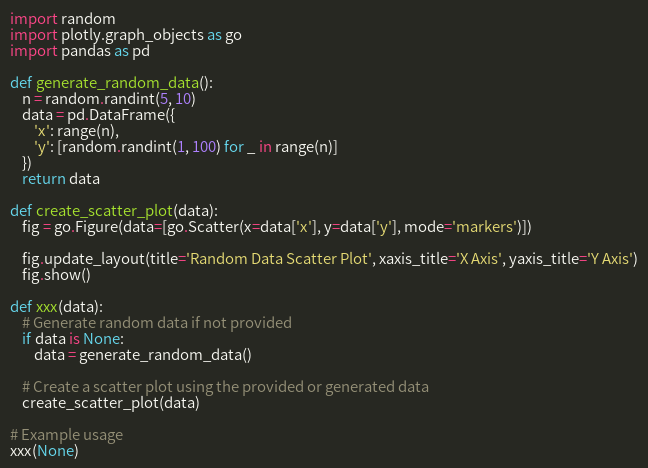 import random
import plotly.graph_objects as go
import pandas as pd

def generate_random_data():
    n = random.randint(5, 10)
    data = pd.DataFrame({
        'x': range(n),
        'y': [random.randint(1, 100) for _ in range(n)]
    })
    return data

def create_scatter_plot(data):
    fig = go.Figure(data=[go.Scatter(x=data['x'], y=data['y'], mode='markers')])

    fig.update_layout(title='Random Data Scatter Plot', xaxis_title='X Axis', yaxis_title='Y Axis')
    fig.show()

def xxx(data):
    # Generate random data if not provided
    if data is None:
        data = generate_random_data()

    # Create a scatter plot using the provided or generated data
    create_scatter_plot(data)

# Example usage
xxx(None)